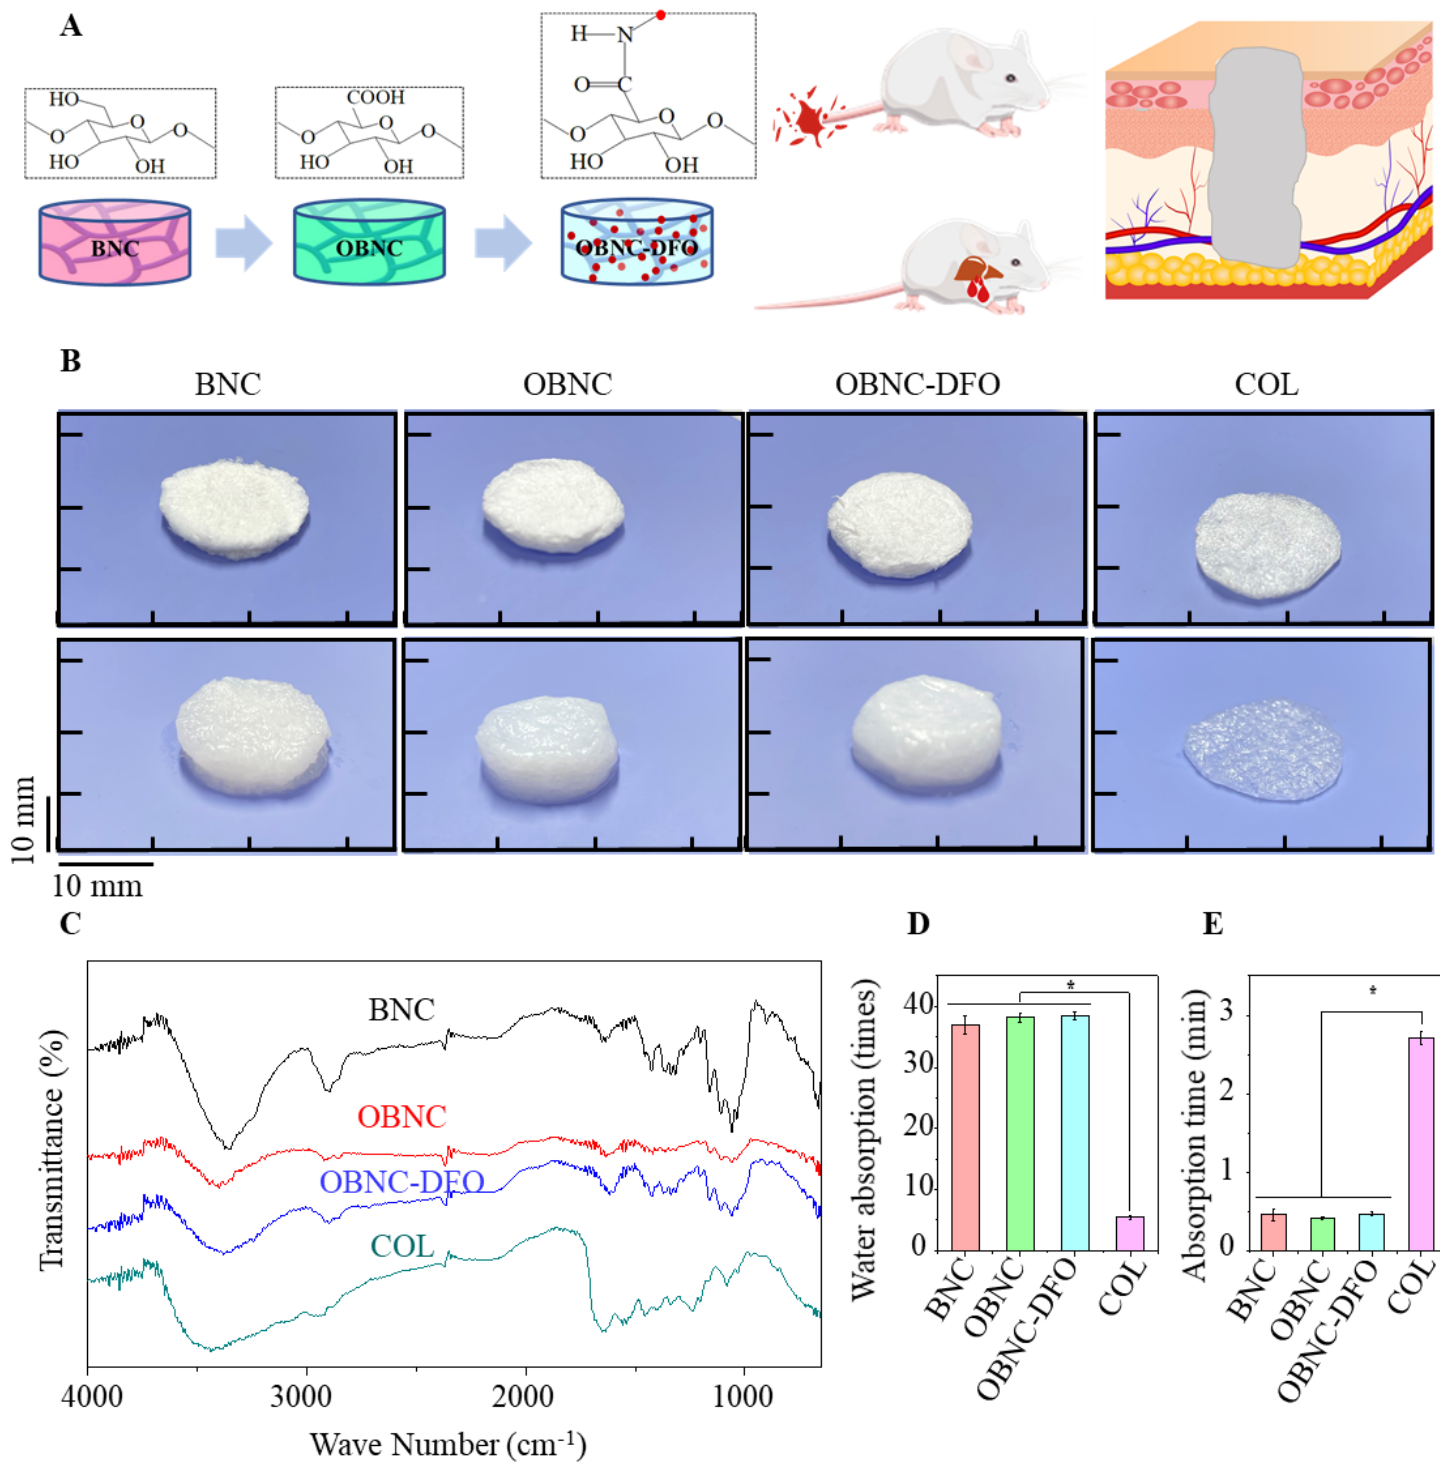 A
HO
O
O
O
HO
OH
COOH
O
O
O
HO
OH
H
N
O
C
O
O
O
HO
OH
BNC
OBNC
OBNC-DFO
B
BNC
OBNC
OBNC-DFO
COL
10 mm
10 mm
C
Transmittance (%)
BNC
OBNC
OBNC-DFO
COL
4000
3000
2000
1000
Wave Number (cm⁻¹)
D
Water absorption (times)
40
30
20
10
0
*
BNC
OBNC
OBNC-DFO
COL
E
Absorption time (min)
3
2
1
0
*
BNC
OBNC
OBNC-DFO
COL